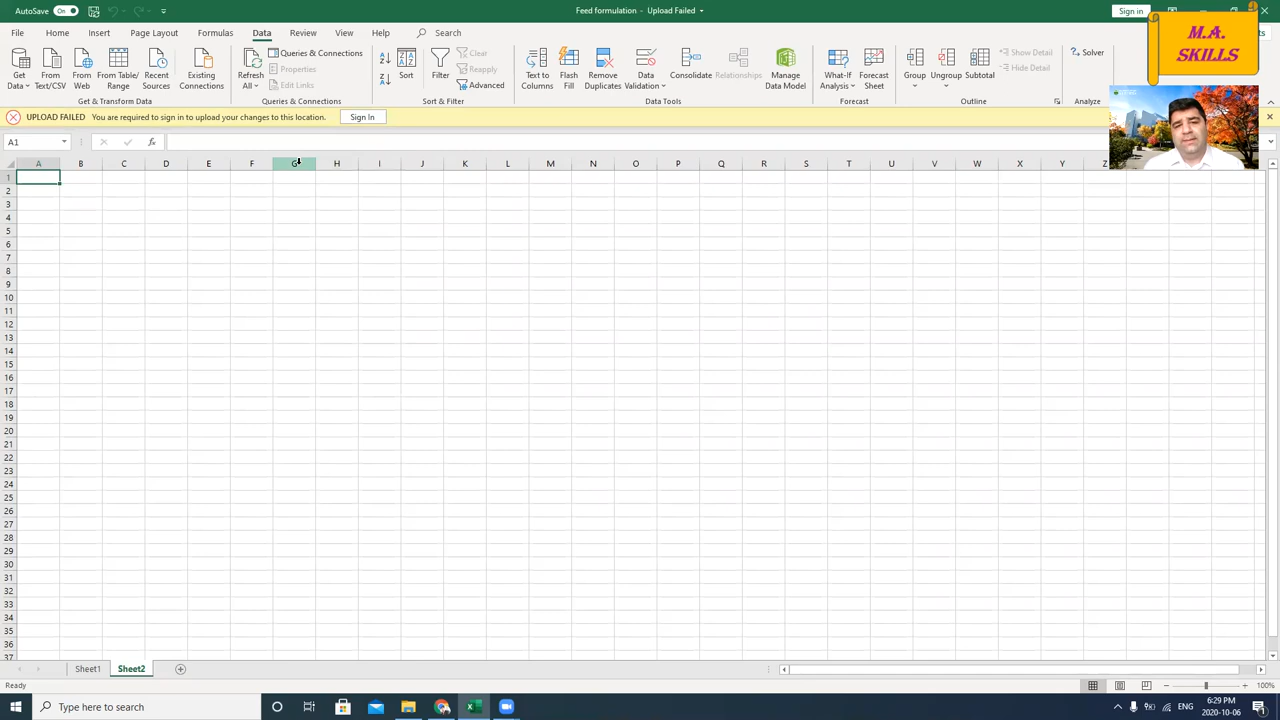 AutoSave On
Feed formulation - Upload Failed
Sign in
File Home Insert Page Layout Formulas Data Review View Help Search
M.A.
SKILLS
Get Data
From Text/CSV
From Web
From Table/ Range
Recent Sources
Existing Connections
Get & Transform Data
Refresh All
Queries & Connections
Properties
Edit Links
Queries & Connections
Sort
Filter
Clear
Reapply
Advanced
Sort & Filter
Text to Columns
Flash Fill
Remove Duplicates
Data Validation
Consolidate
Relationships
Manage Data Model
Data Tools
What-If Analysis
Forecast Sheet
Forecast
Group
Ungroup
Subtotal
Show Detail
Hide Detail
Outline
Solver
Analyze
UPLOAD FAILED You are required to sign in to upload your changes to this location. Sign In
A1 fx
A B C D E F G H I J K L M N O P Q R S T U V W X Y Z
1
2
3
4
5
6
7
8
9
10
11
12
13
14
15
16
17
18
19
20
21
22
23
24
25
26
27
28
29
30
31
32
33
34
35
36
37
Sheet1 Sheet2
Ready 100%
Type here to search
ENG
6:29 PM
2020-10-06